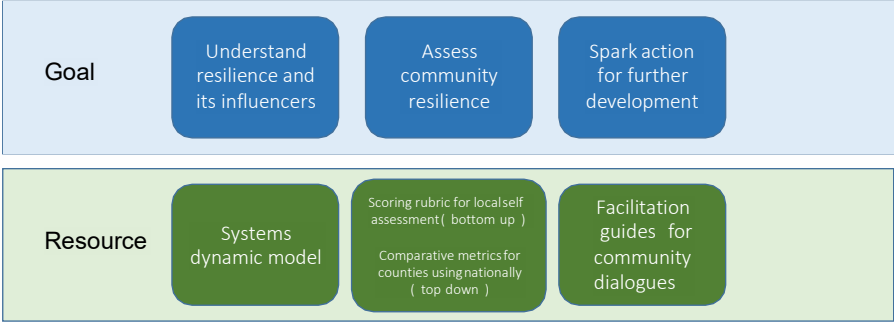 Goal
Understand
resilience and
its influencers
Assess
community
resilience
Spark action
for further
development
Resource
Systems
dynamic model
Scoring rubric for local self
assessment ( bottom up )
Comparative metrics for
counties using nationally
( top down )
Facilitation
guides for
community
dialogues